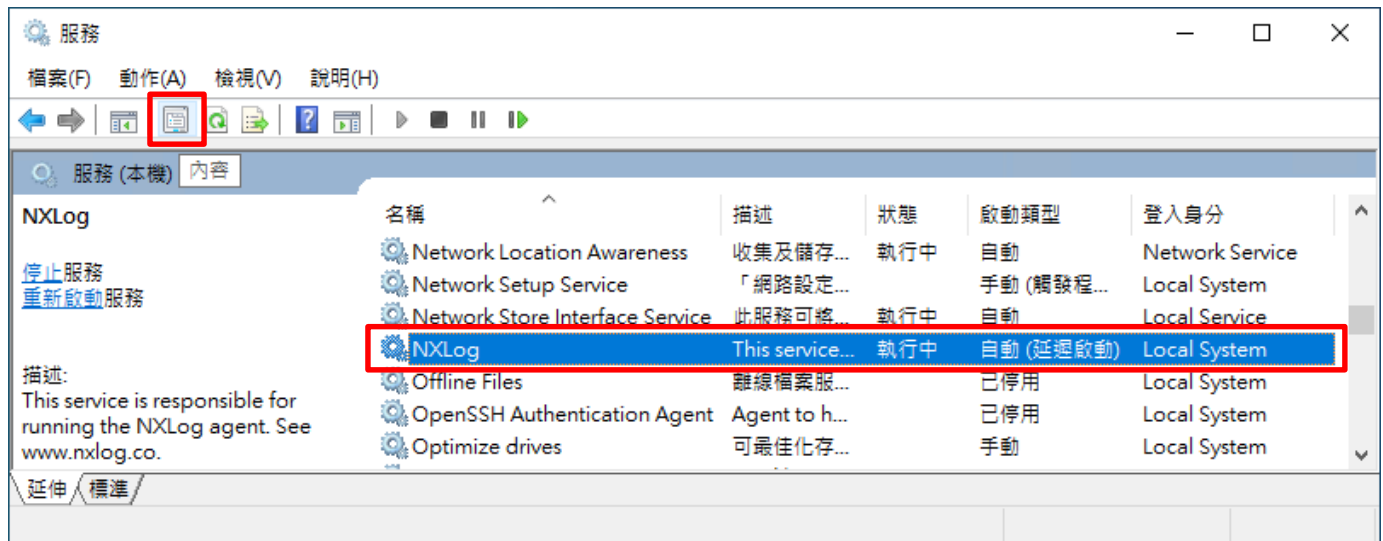 服務
檔案(F) 動作(A) 檢視(V) 說明(H)
服務 (本機) 內容
NXLog
停止服務
重新啟動服務
描述:
This service is responsible for
running the NXLog agent. See
www.nxlog.co.
名稱 描述 狀態 啟動類型 登入身分
Network Location Awareness 收集及儲存... 執行中 自動 Network Service
Network Setup Service 「網路設定... 手動 (觸發程... Local System
Network Store Interface Service 此服務可將... 執行中 自動 Local Service
NXLog This service... 執行中 自動 (延遲啟動) Local System
Offline Files 離線檔案服... 已停用 Local System
OpenSSH Authentication Agent Agent to h... 已停用 Local System
Optimize drives 可最佳化存... 手動 Local System
延伸 標準